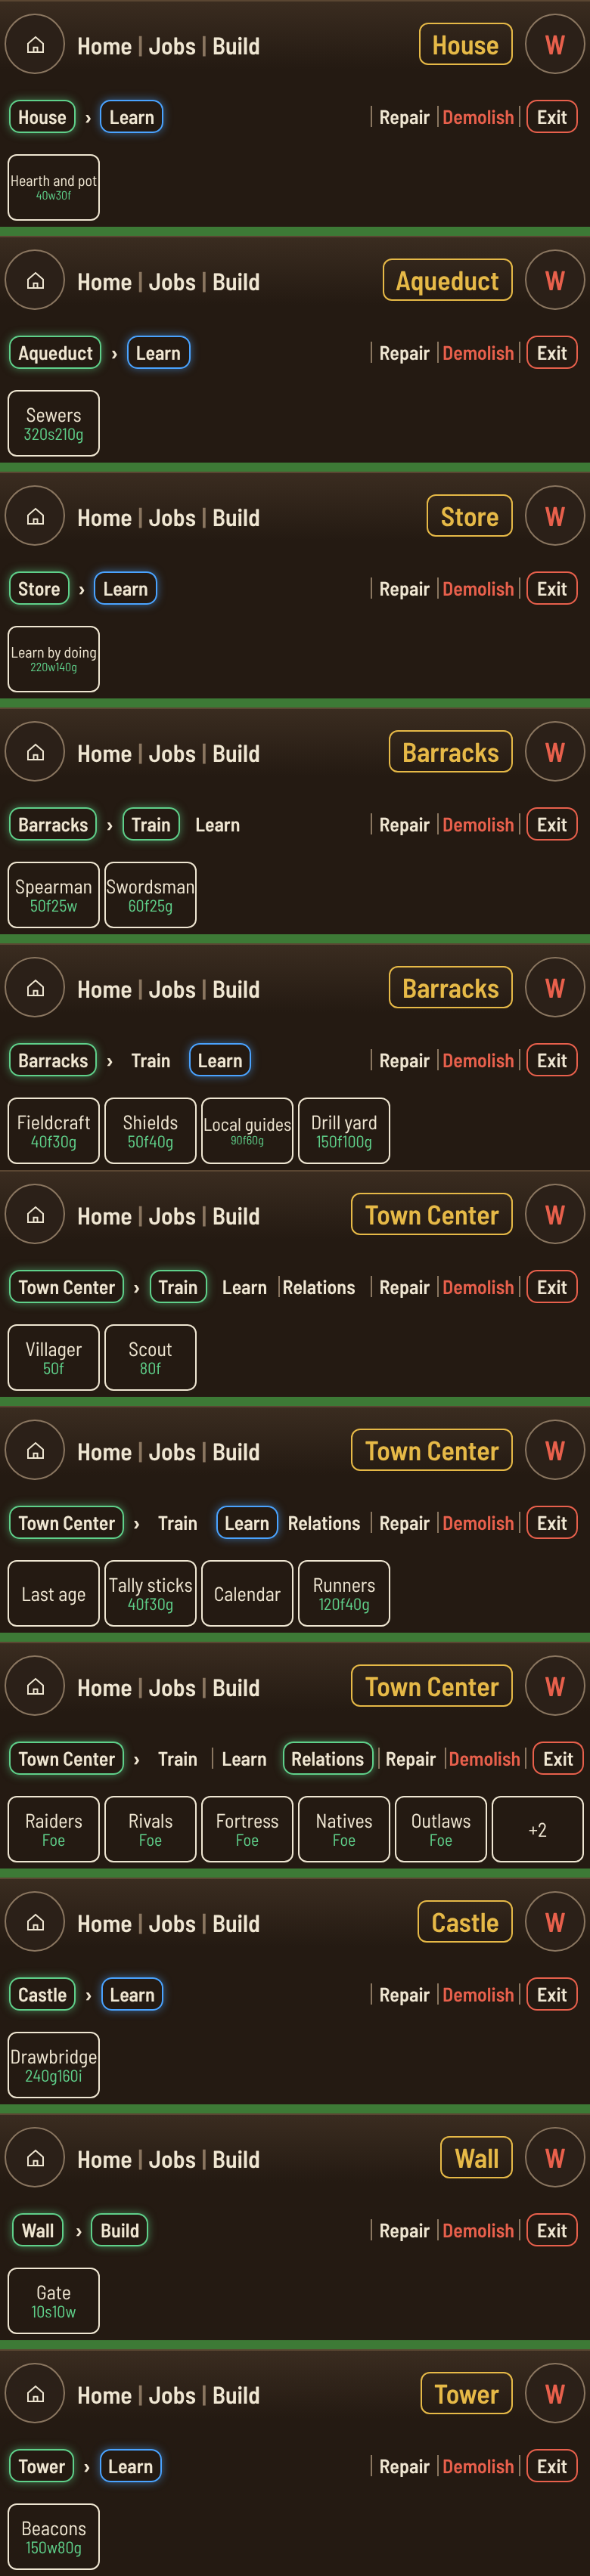 Home | Jobs | Build House W
House › Learn | Repair | Demolish Exit
Hearth and pot
40w30f
Home | Jobs | Build Aqueduct W
Aqueduct › Learn | Repair | Demolish | Exit
Sewers
320s210g
Home | Jobs | Build Store W
Store › Learn | Repair | Demolish | Exit
Learn by doing
220w140g
Home | Jobs | Build Barracks W
Barracks › Train Learn | Repair | Demolish | Exit
Spearman Swordsman
50f25w 60f25g
Home | Jobs | Build Barracks W
Barracks › Train Learn | Repair | Demolish | Exit
Fieldcraft Shields Local guides Drill yard
40f30g 50f40g 90f60g 150f100g
Home | Jobs | Build Town Center W
Town Center › Train Learn | Relations | Repair | Demolish | Exit
Villager Scout
50f 80f
Home | Jobs | Build Town Center W
Town Center › Train Learn Relations | Repair | Demolish | Exit
Last age Tally sticks Calendar Runners
40f30g 120f40g
Home | Jobs | Build Town Center W
Town Center › Train | Learn Relations | Repair | Demolish | Exit
Raiders Rivals Fortress Natives Outlaws +2
Foe Foe Foe Foe Foe
Home | Jobs | Build Castle W
Castle › Learn | Repair | Demolish | Exit
Drawbridge
240g160i
Home | Jobs | Build Wall W
Wall › Build | Repair | Demolish | Exit
Gate
10s10w
Home | Jobs | Build Tower W
Tower › Learn | Repair | Demolish | Exit
Beacons
150w80g